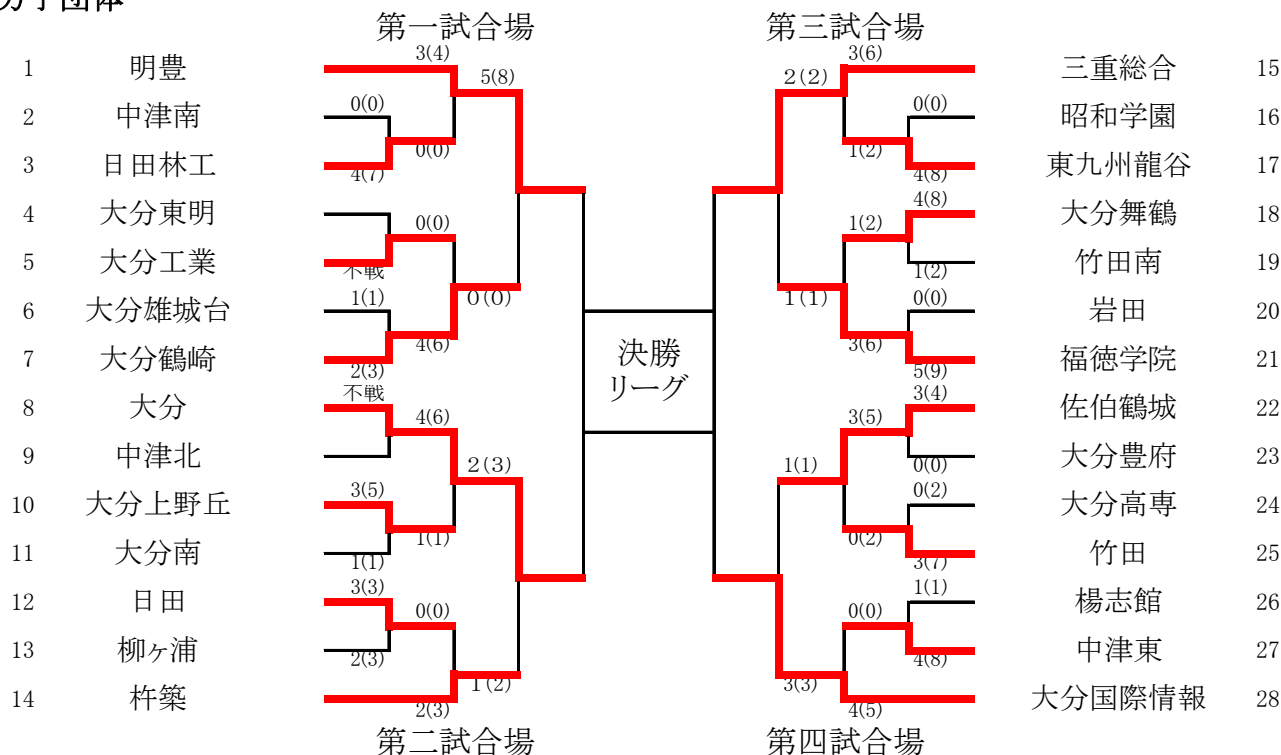 男子団体
第一試合場
第三試合場
1 明豊 3(4)
5(8)
2 中津南 0(0)
0(0)
3 日田林工 4(7)
4 大分東明
0(0)
5 大分工業 不戦
6 大分雄城台 1(1)
0(0)
4(6)
7 大分鶴崎 2(3)
8 大分 不戦
4(6)
9 中津北
2(3)
10 大分上野丘 3(5)
1(1)
11 大分南 1(1)
12 日田 3(3)
0(0)
13 柳ヶ浦 2(3)
1(2)
14 杵築 2(3)
第二試合場
決勝
リーグ
3(6) 三重総合 15
2(2)
0(0) 昭和学園 16
1(2)
4(8) 東九州龍谷 17
4(8) 大分舞鶴 18
1(2)
1(2) 竹田南 19
1(1)
0(0) 岩田 20
3(6)
5(9) 福徳学院 21
3(4) 佐伯鶴城 22
3(5)
0(0) 大分豊府 23
1(1)
0(2) 大分高専 24
0(2)
3(7) 竹田 25
1(1) 楊志館 26
0(0)
4(8) 中津東 27
3(3)
4(5) 大分国際情報 28
第四試合場